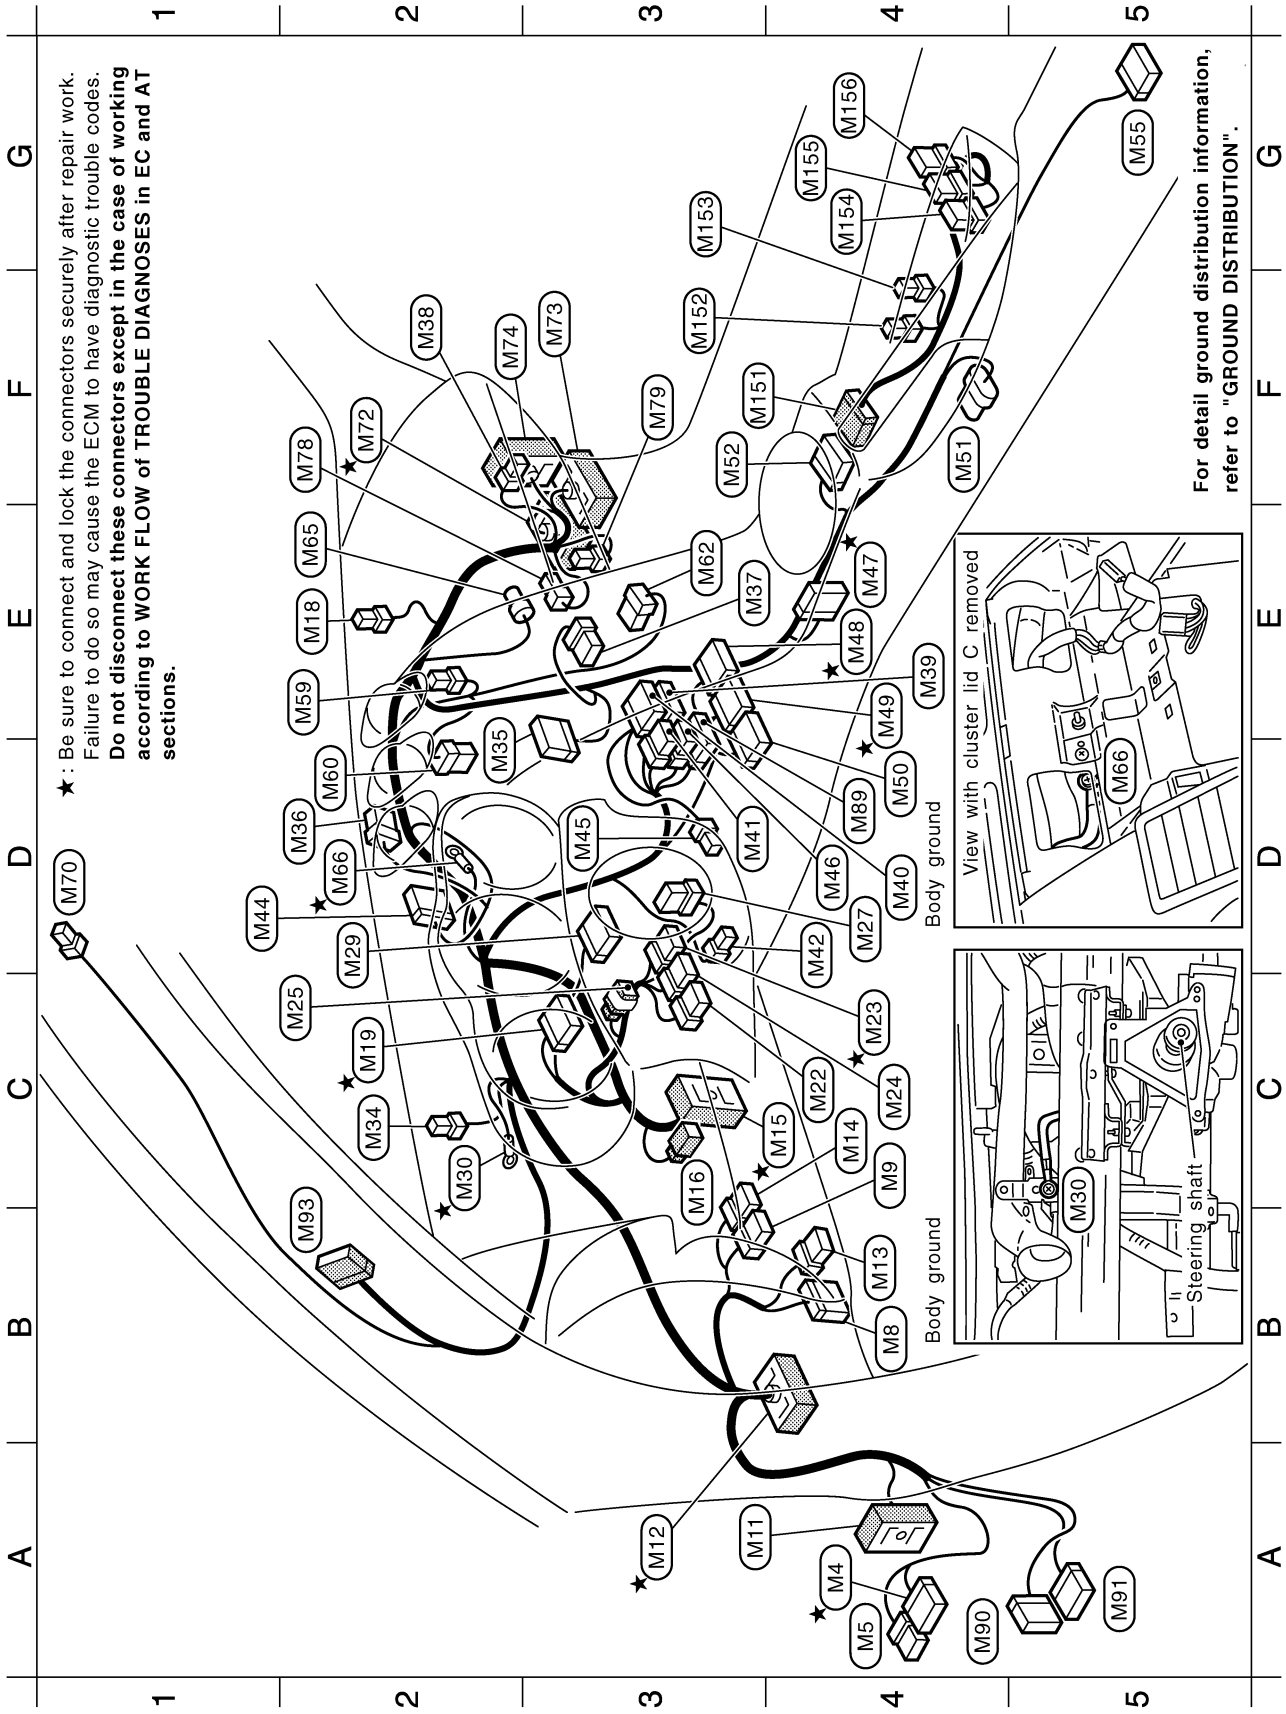 ★ : Be sure to connect and lock the connectors securely after repair work.
Failure to do so may cause the ECM to have diagnostic trouble codes.
Do not disconnect these connectors except in the case of working
according to WORK FLOW of TROUBLE DIAGNOSES in EC and AT
sections.
A
B
C
D
E
F
G
1
2
3
4
5
M70
M93
M44
★ M66
M36
M60
M59
M18
M65
M78
★ M72
M38
M74
M73
M79
M29
M25
★ M19
M34
★ M30
M35
M45
M62
M37
M153
M152
M151
M52
M155
M156
M154
M51
M55
M47 ★
M48 ★
M39
M49 ★
M50
M89
M41
M46
M40
M27
M42
M23 ★
M24
M22
M15 ★
M14
M16
M9
M13
M8
★ M12
M11
★ M4
M5
M90
M91
Body ground
M30
Steering shaft
Body ground
View with cluster lid C removed
M66
For detail ground distribution information,
refer to "GROUND DISTRIBUTION".
A
B
C
D
E
F
G
1
2
3
4
5